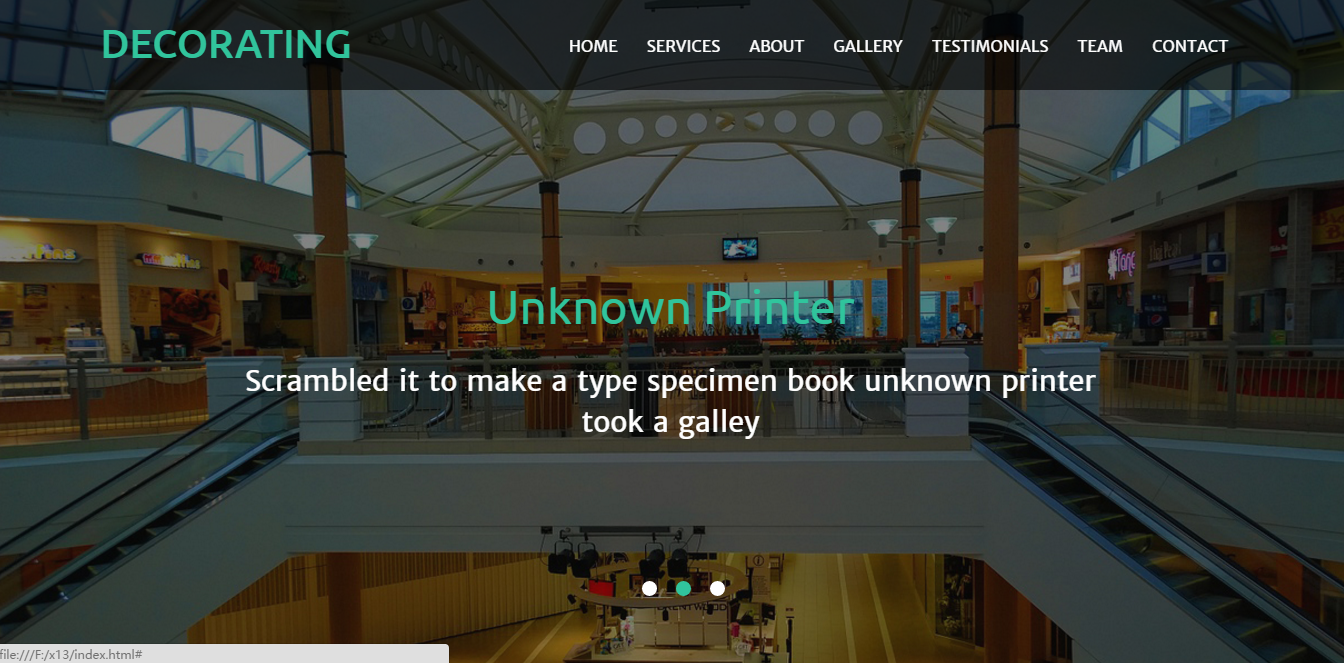 DECORATING
HOME SERVICES ABOUT GALLERY TESTIMONIALS TEAM CONTACT
Unknown Printer
Scrambled it to make a type specimen book unknown printer
took a galley
file:///F:/x13/index.html#